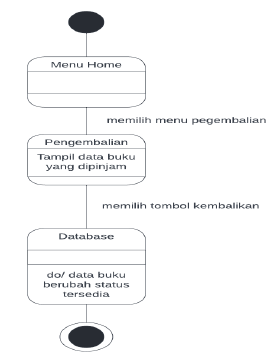 Menu Home
memilih menu pegembalian
Pengembalian
Tampil data buku
yang dipinjam
memilih tombol kembalikan
Database
do/ data buku
berubah status
tersedia